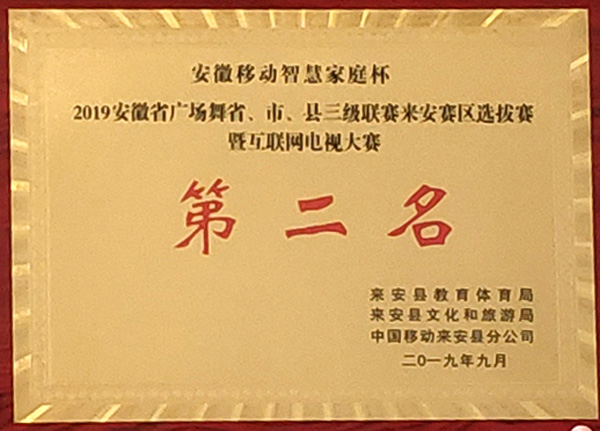 安徽移动智慧家庭杯
2019安徽省广场舞省、市、县三级联赛来安赛区选拔赛
暨互联网电视大赛
第二名
来安县教育体育局
来安县文化和旅游局
中国移动来安县分公司
二0一九年九月